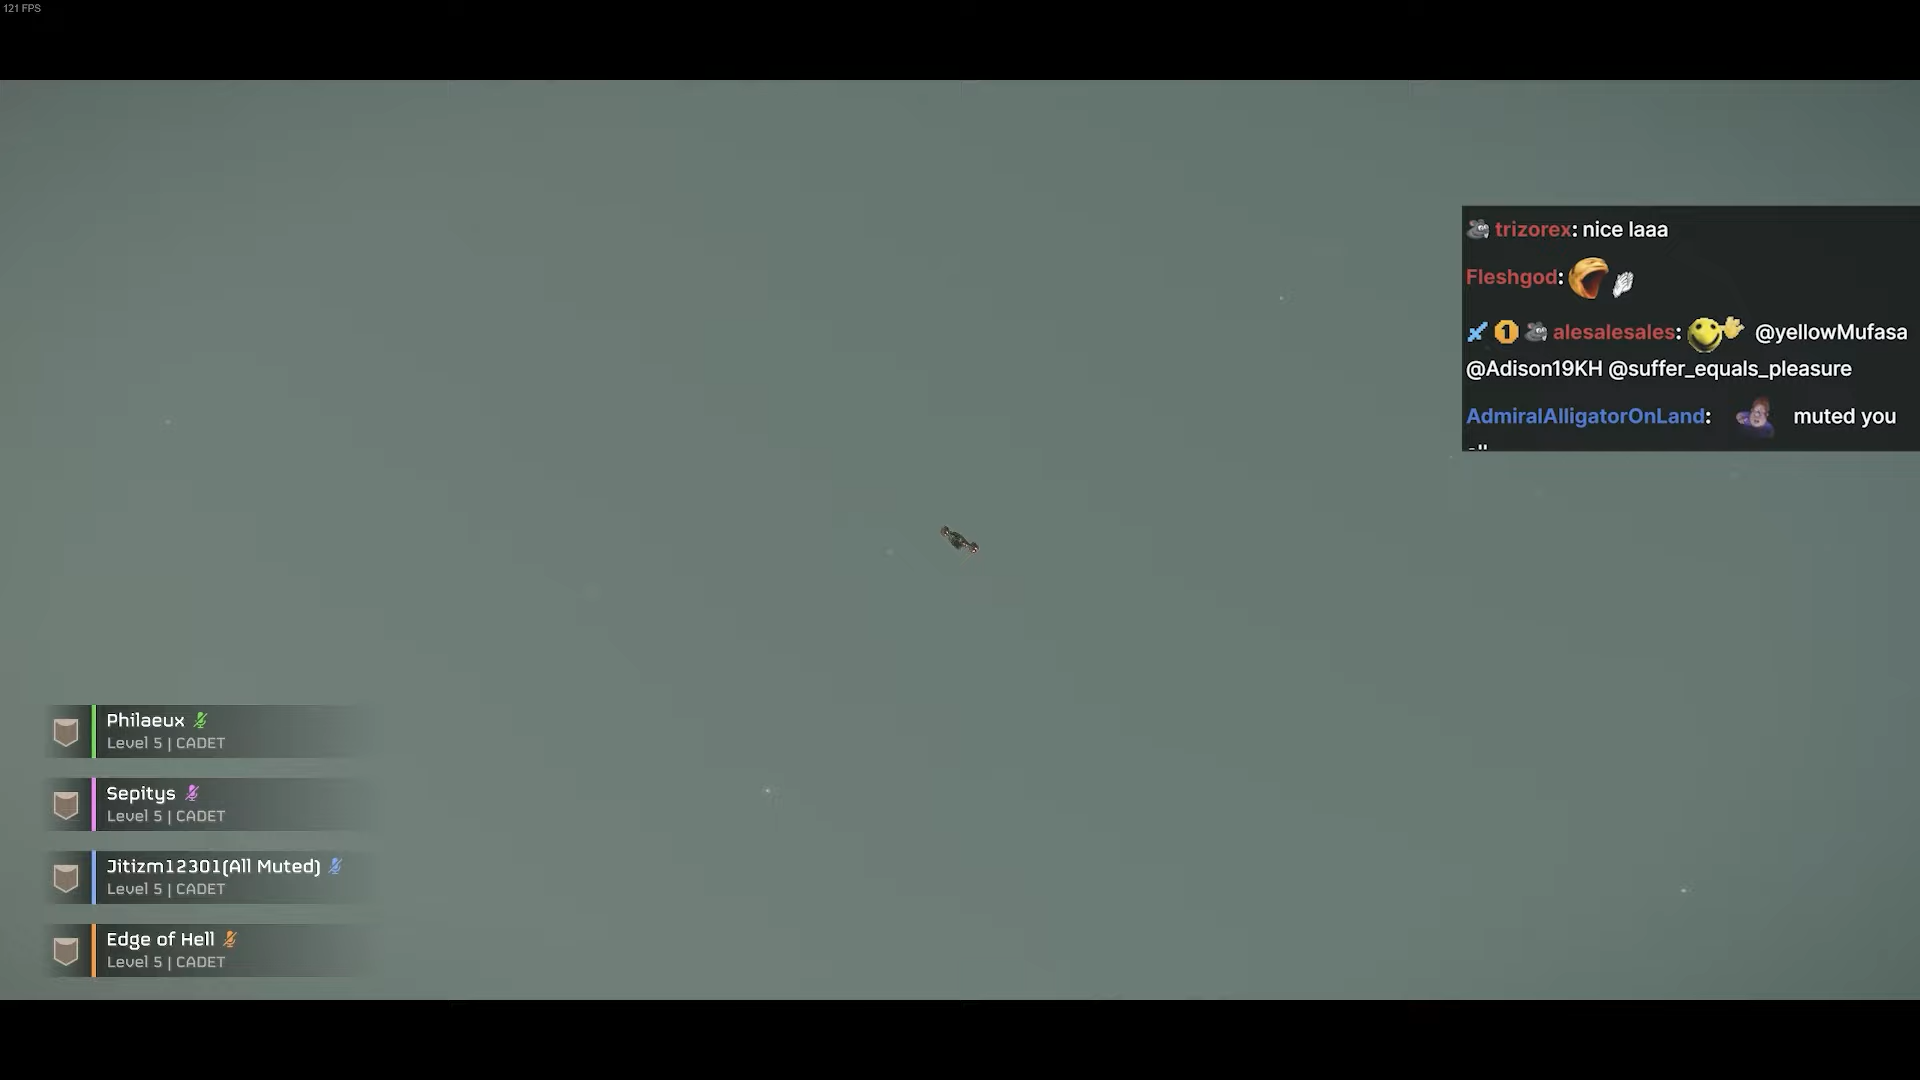 121 FPS
trizorex: nice laaa
Fleshgod:
1 alesalesales: @yellowMufasa
@Adison19KH @suffer_equals_pleasure
AdmiralAlligatorOnLand: muted you
Philaeux
Level 5 | CADET
Sepitys
Level 5 | CADET
Jitizm12301(All Muted)
Level 5 | CADET
Edge of Hell
Level 5 | CADET